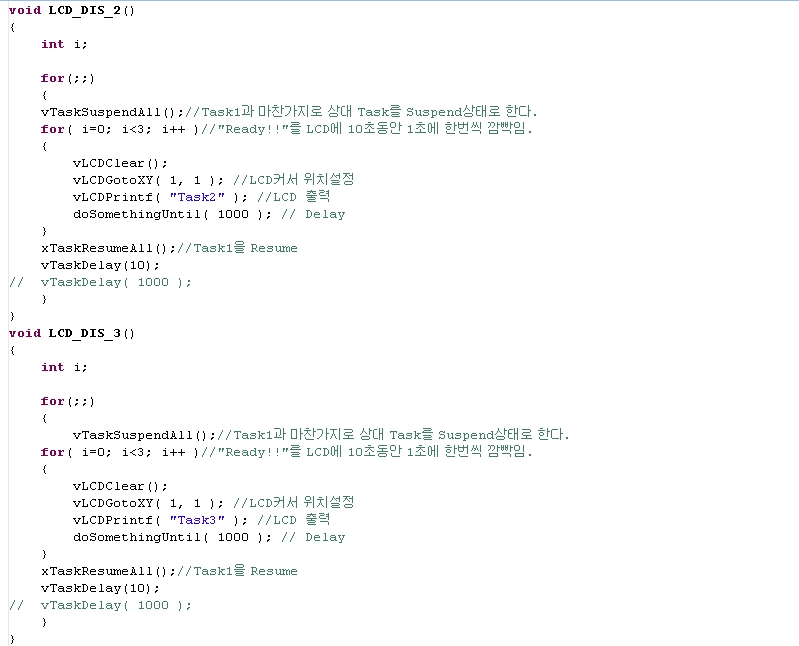 void LCD_DIS_2()
{
    int i;
    for(;;)
    {
    vTaskSuspendAll();//Task1과 마찬가지로 상대 Task를 Suspend상태로 한다.
    for( i=0; i<3; i++ )//"Ready!!"를 LCD에 10초동안 1초에 한번씩 깜빡임.
    {
        vLCDClear();
        vLCDGotoXY( 1, 1 ); //LCD커서 위치설정
        vLCDPrintf( "Task2" ); //LCD 출력
        doSomethingUntil( 1000 ); // Delay
    }
    xTaskResumeAll();//Task1을 Resume
    vTaskDelay(10);
//  vTaskDelay( 1000 );
    }
}
void LCD_DIS_3()
{
    int i;
    for(;;)
    {
        vTaskSuspendAll();//Task1과 마찬가지로 상대 Task를 Suspend상태로 한다.
    for( i=0; i<3; i++ )//"Ready!!"를 LCD에 10초동안 1초에 한번씩 깜빡임.
    {
        vLCDClear();
        vLCDGotoXY( 1, 1 ); //LCD커서 위치설정
        vLCDPrintf( "Task3" ); //LCD 출력
        doSomethingUntil( 1000 ); // Delay
    }
    xTaskResumeAll();//Task1을 Resume
    vTaskDelay(10);
//  vTaskDelay( 1000 );
    }
}